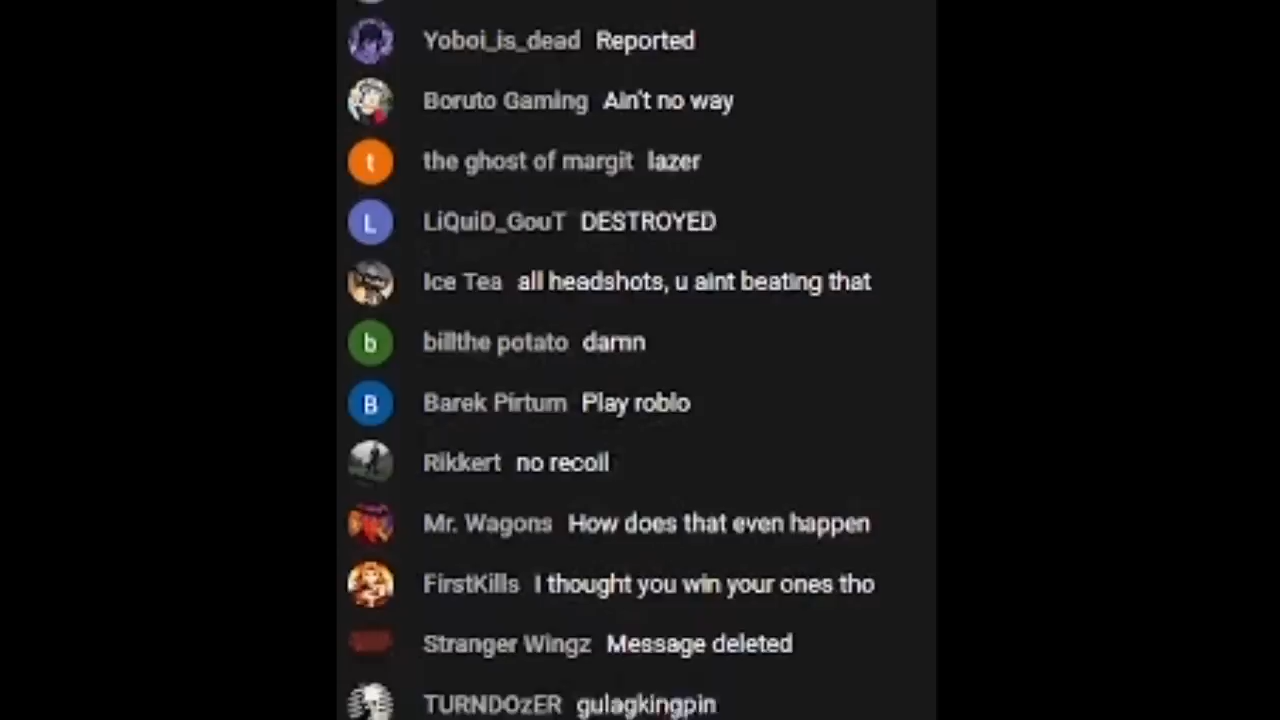 Yoboi_is_dead Reported
Boruto Gaming Ain't no way
t the ghost of margit lazer
L LiQuiD_GouT DESTROYED
Ice Tea all headshots, u aint beating that
b billthe potato damn
B Barek Pirtum Play roblo
Rikkert no recoil
Mr. Wagons How does that even happen
FirstKills I thought you win your ones tho
Stranger Wingz Message deleted
TURNDOzER gulagkingpin